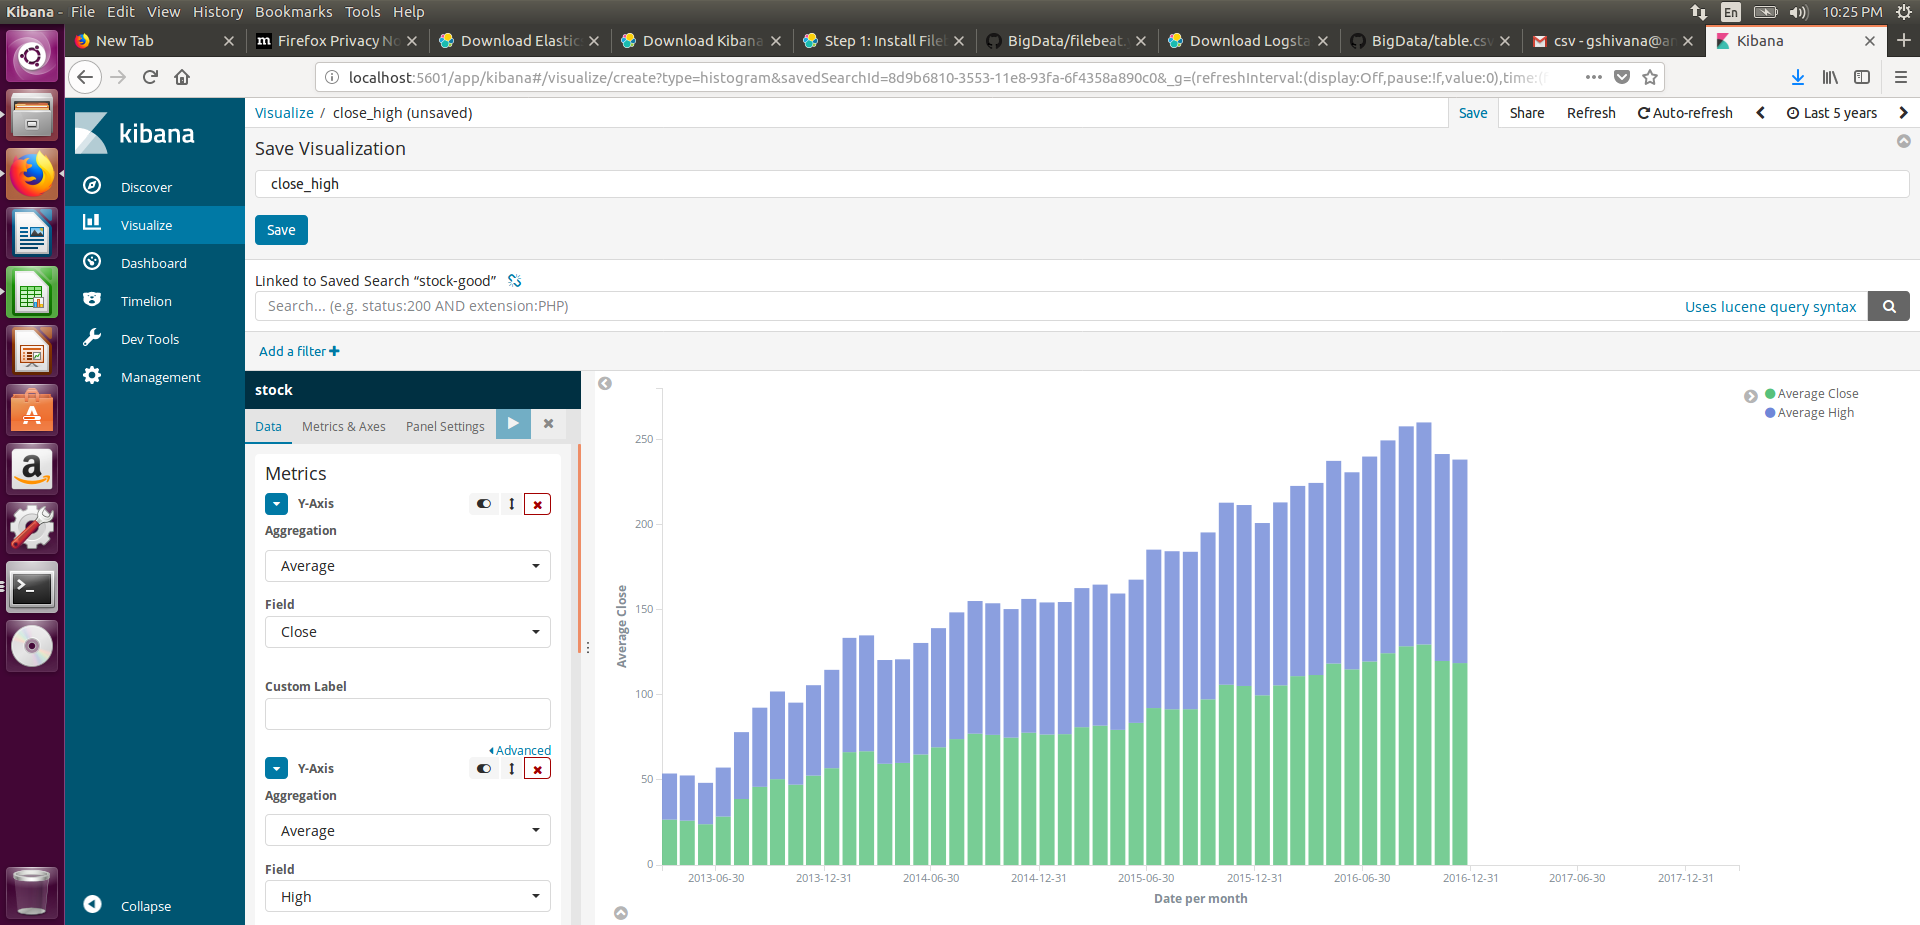 Kibana - File Edit View History Bookmarks Tools Help
En 10:25 PM
New Tab
Firefox Privacy No
Download Elastic
Download Kibana
Step 1: Install File
BigData/filebeat.
Download Logsta
BigData/table.csv
csv - gshivana@
Kibana
localhost:5601/app/kibana#/visualize/create?type=histogram&savedSearchId=8d9b6810-3553-11e8-93fa-6f4358a890c0&_g=(refreshInterval:(display:Off,pause:!f,value:0),time:(
kibana
Discover
Visualize
Dashboard
Timelion
Dev Tools
Management
Collapse
Visualize / close_high (unsaved)
Save Share Refresh Auto-refresh Last 5 years
Save Visualization
close_high
Save
Linked to Saved Search “stock-good”
Search... (e.g. status:200 AND extension:PHP)
Uses lucene query syntax
Add a filter
stock
Data Metrics & Axes Panel Settings
Metrics
Y-Axis
Aggregation
Average
Field
Close
Custom Label
Advanced
Y-Axis
Aggregation
Average
Field
High
Average Close
250
200
150
100
50
0
2013-06-30 2013-12-31 2014-06-30 2014-12-31 2015-06-30 2015-12-31 2016-06-30 2016-12-31 2017-06-30 2017-12-31
Date per month
Average Close
Average High